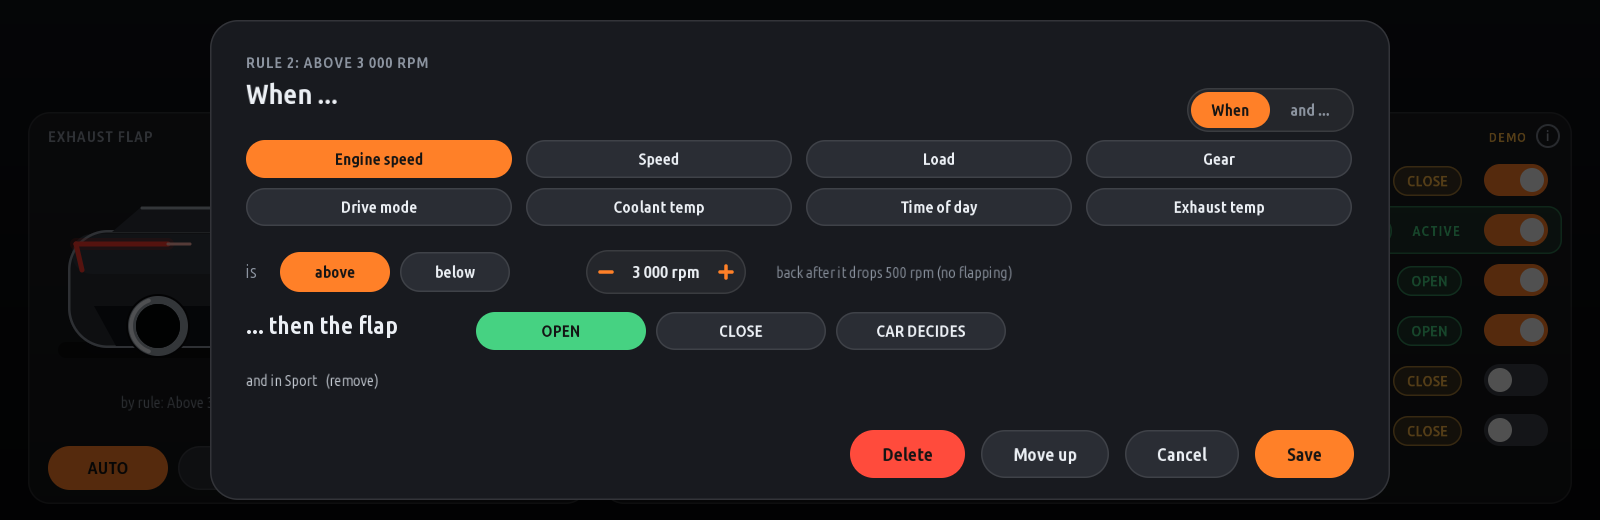 RULE 2: ABOVE 3 000 RPM
When ...
When and ...
EXHAUST FLAP
DEMO i
Engine speed Speed Load Gear
CLOSE
Drive mode Coolant temp Time of day Exhaust temp
ACTIVE
is above below − 3 000 rpm + back after it drops 500 rpm (no flapping)
OPEN
... then the flap OPEN CLOSE CAR DECIDES
OPEN
and in Sport (remove)
CLOSE
by rule: Above
CLOSE
Delete Move up Cancel Save
AUTO